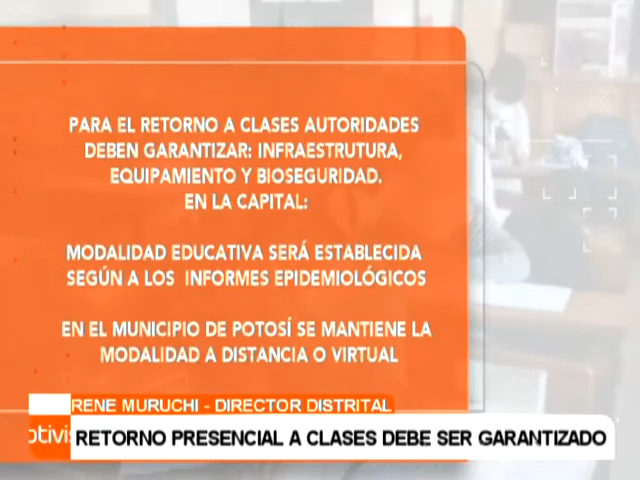 PARA EL RETORNO A CLASES AUTORIDADES
DEBEN GARANTIZAR: INFRAESTRUTURA,
EQUIPAMIENTO Y BIOSEGURIDAD.
EN LA CAPITAL:
MODALIDAD EDUCATIVA SERÁ ESTABLECIDA
SEGÚN A LOS INFORMES EPIDEMIOLÓGICOS
EN EL MUNICIPIO DE POTOSÍ SE MANTIENE LA
MODALIDAD A DISTANCIA O VIRTUAL
RENE MURUCHI - DIRECTOR DISTRITAL
RETORNO PRESENCIAL A CLASES DEBE SER GARANTIZADO